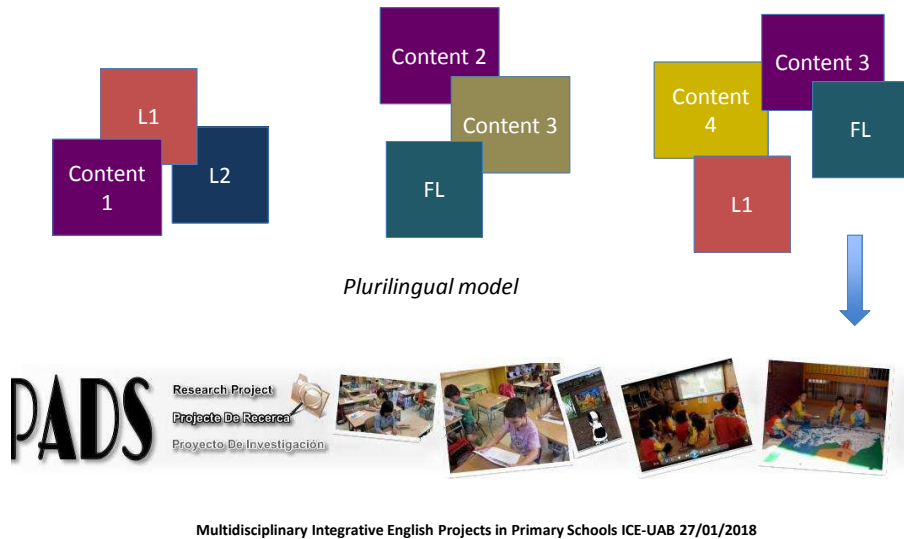 L1
Content
1
L2
Content 2
Content 3
FL
Content 3
Content
4
FL
L1
Plurilingual model
PADS
Research Project
Projecte De Recerca
Proyecto De Investigación
Multidisciplinary Integrative English Projects in Primary Schools ICE-UAB 27/01/2018